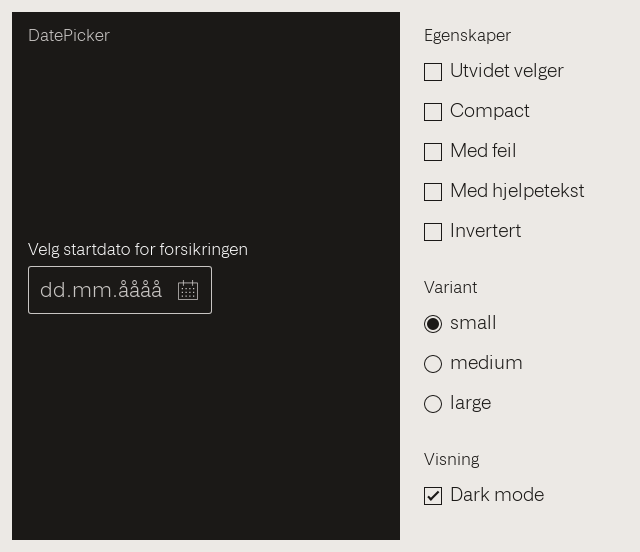 DatePicker
Velg startdato for forsikringen
dd.mm.åååå
Egenskaper
Utvidet velger
Compact
Med feil
Med hjelpetekst
Invertert
Variant
small
medium
large
Visning
Dark mode